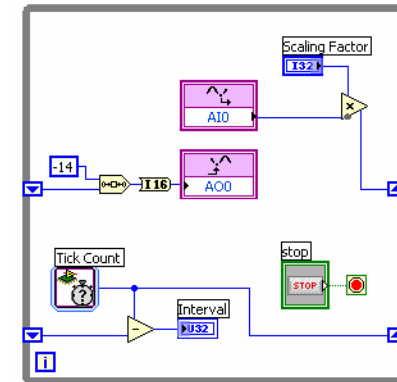 Scaling Factor
I32
AI0
-14
I16
AO0
Tick Count
stop
STOP
Interval
U32
i